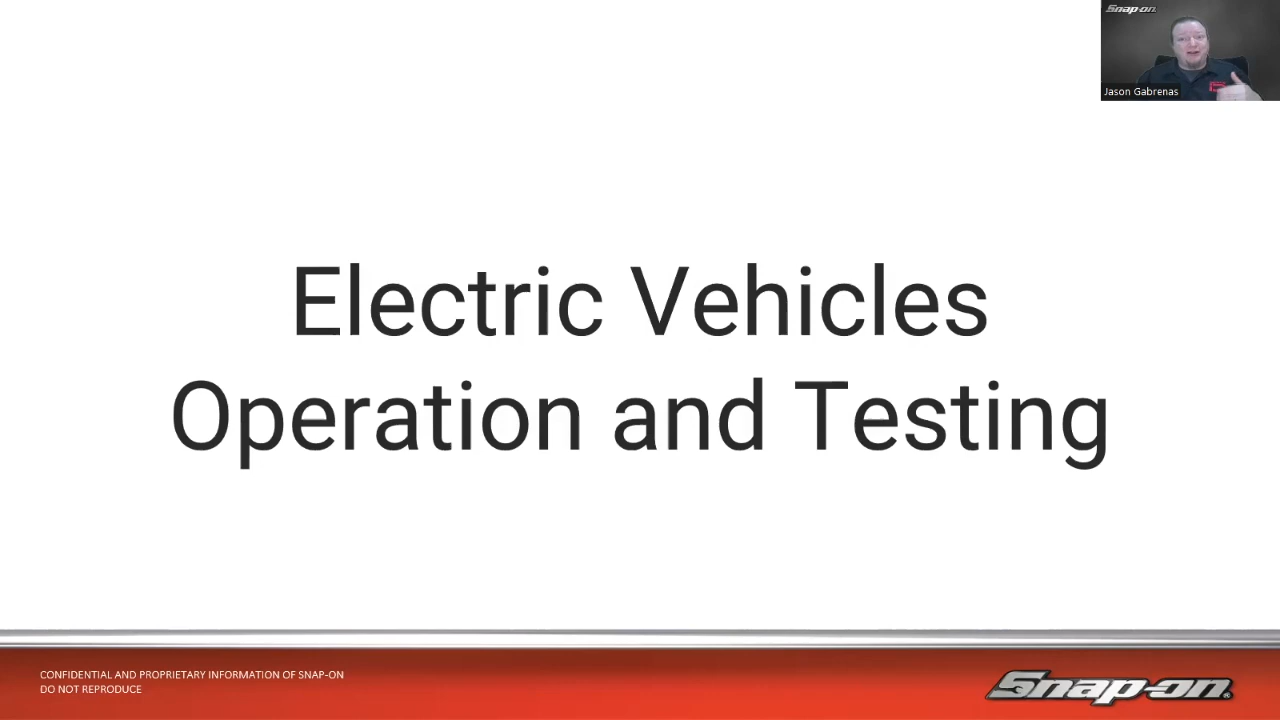 Snap-on
Jason Gabrenas
Electric Vehicles
Operation and Testing
CONFIDENTIAL AND PROPRIETARY INFORMATION OF SNAP-ON
DO NOT REPRODUCE
Snap-on®